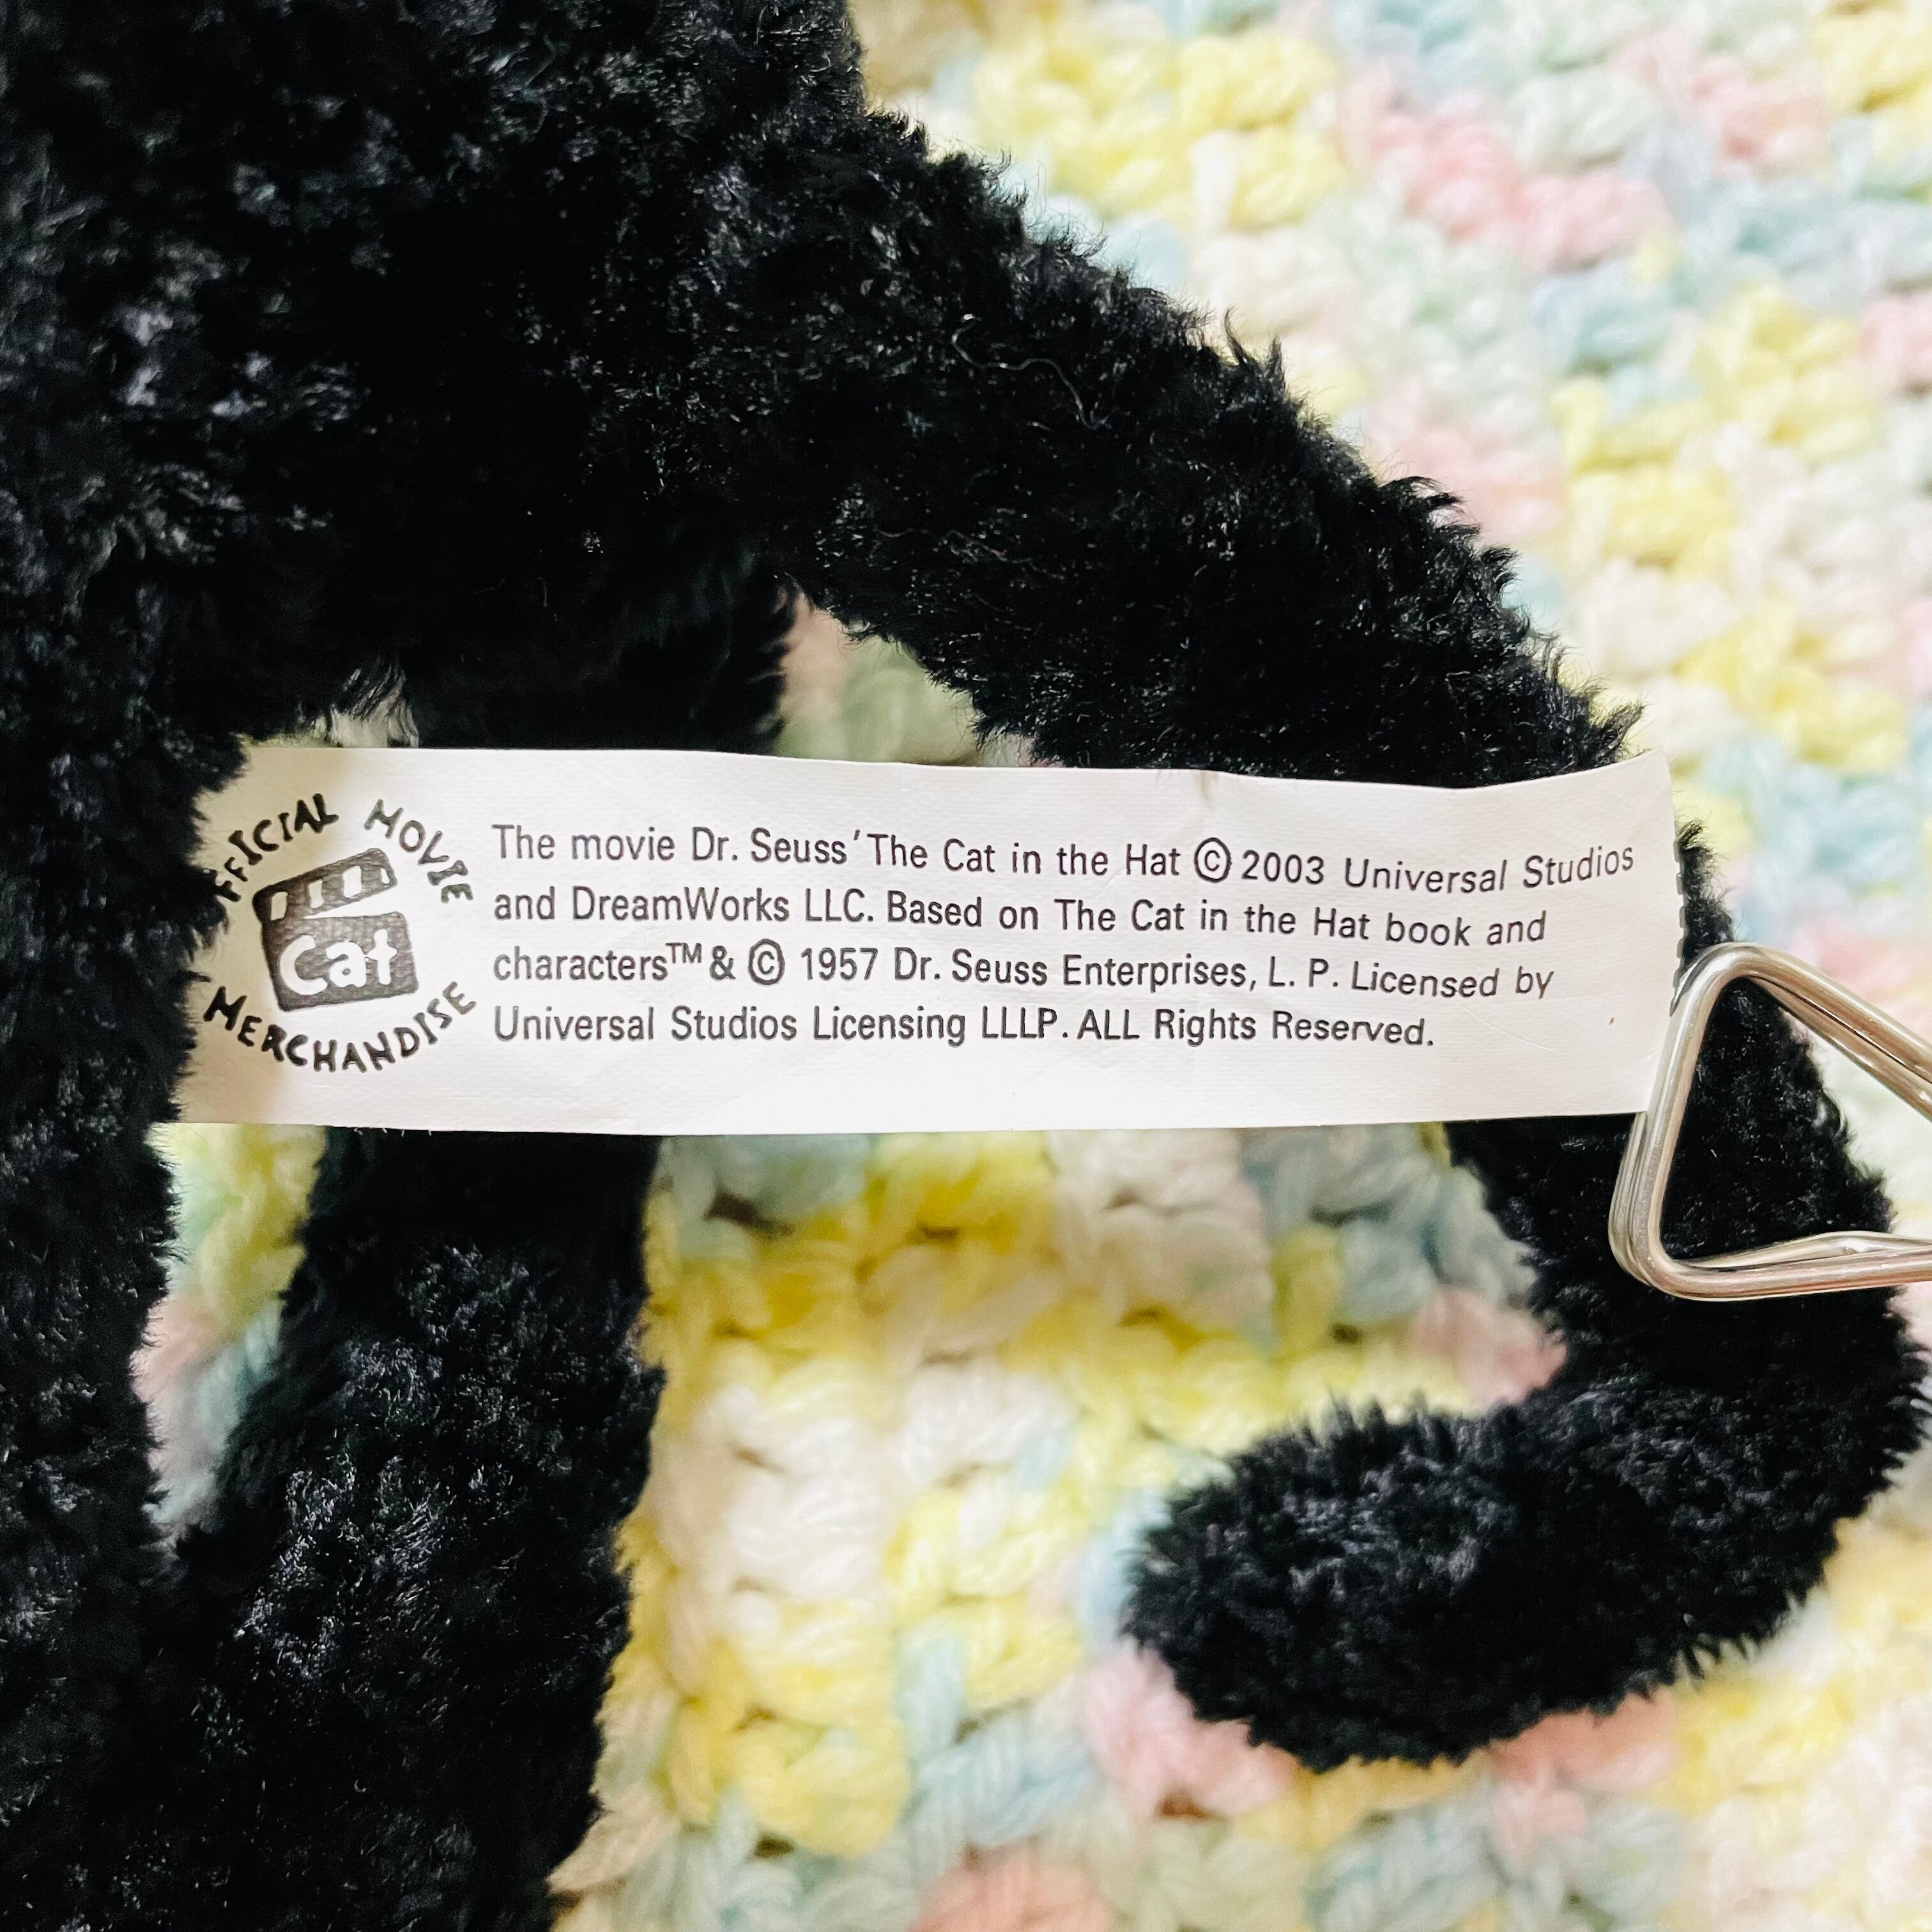 OFFICIAL MOVIE
Cat
MERCHANDISE
The movie Dr. Seuss' The Cat in the Hat © 2003 Universal Studios
and DreamWorks LLC. Based on The Cat in the Hat book and
characters™ & © 1957 Dr. Seuss Enterprises, L. P. Licensed by
Universal Studios Licensing LLLP. ALL Rights Reserved.